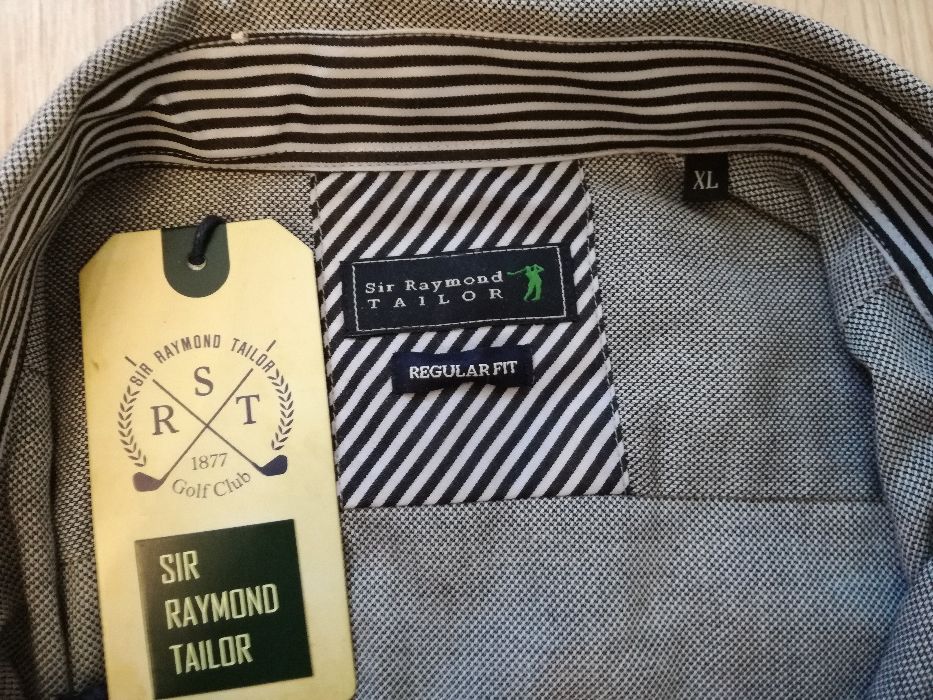 XL
Sir Raymond
TAILOR
REGULAR FIT
SIR RAYMOND TAILOR
S
R T
1877
Golf Club
SIR
RAYMOND
TAILOR